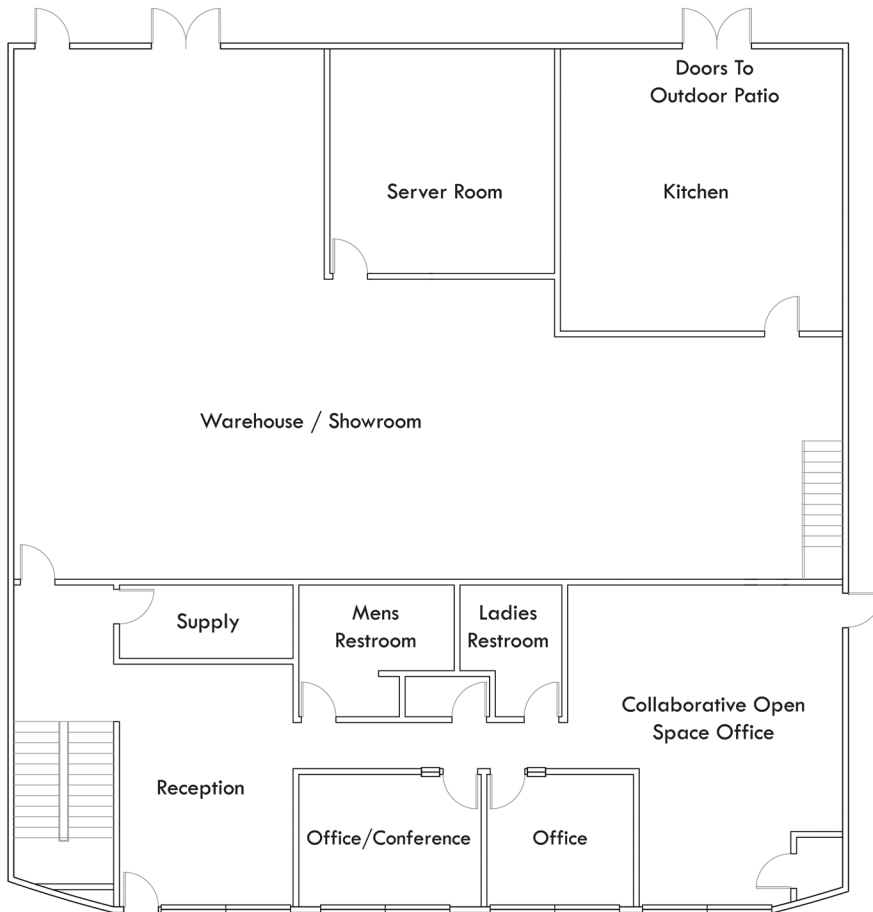 Doors To
Outdoor Patio
Server Room
Kitchen
Warehouse / Showroom
Supply
Mens
Restroom
Ladies
Restroom
Collaborative Open
Space Office
Reception
Office/Conference
Office